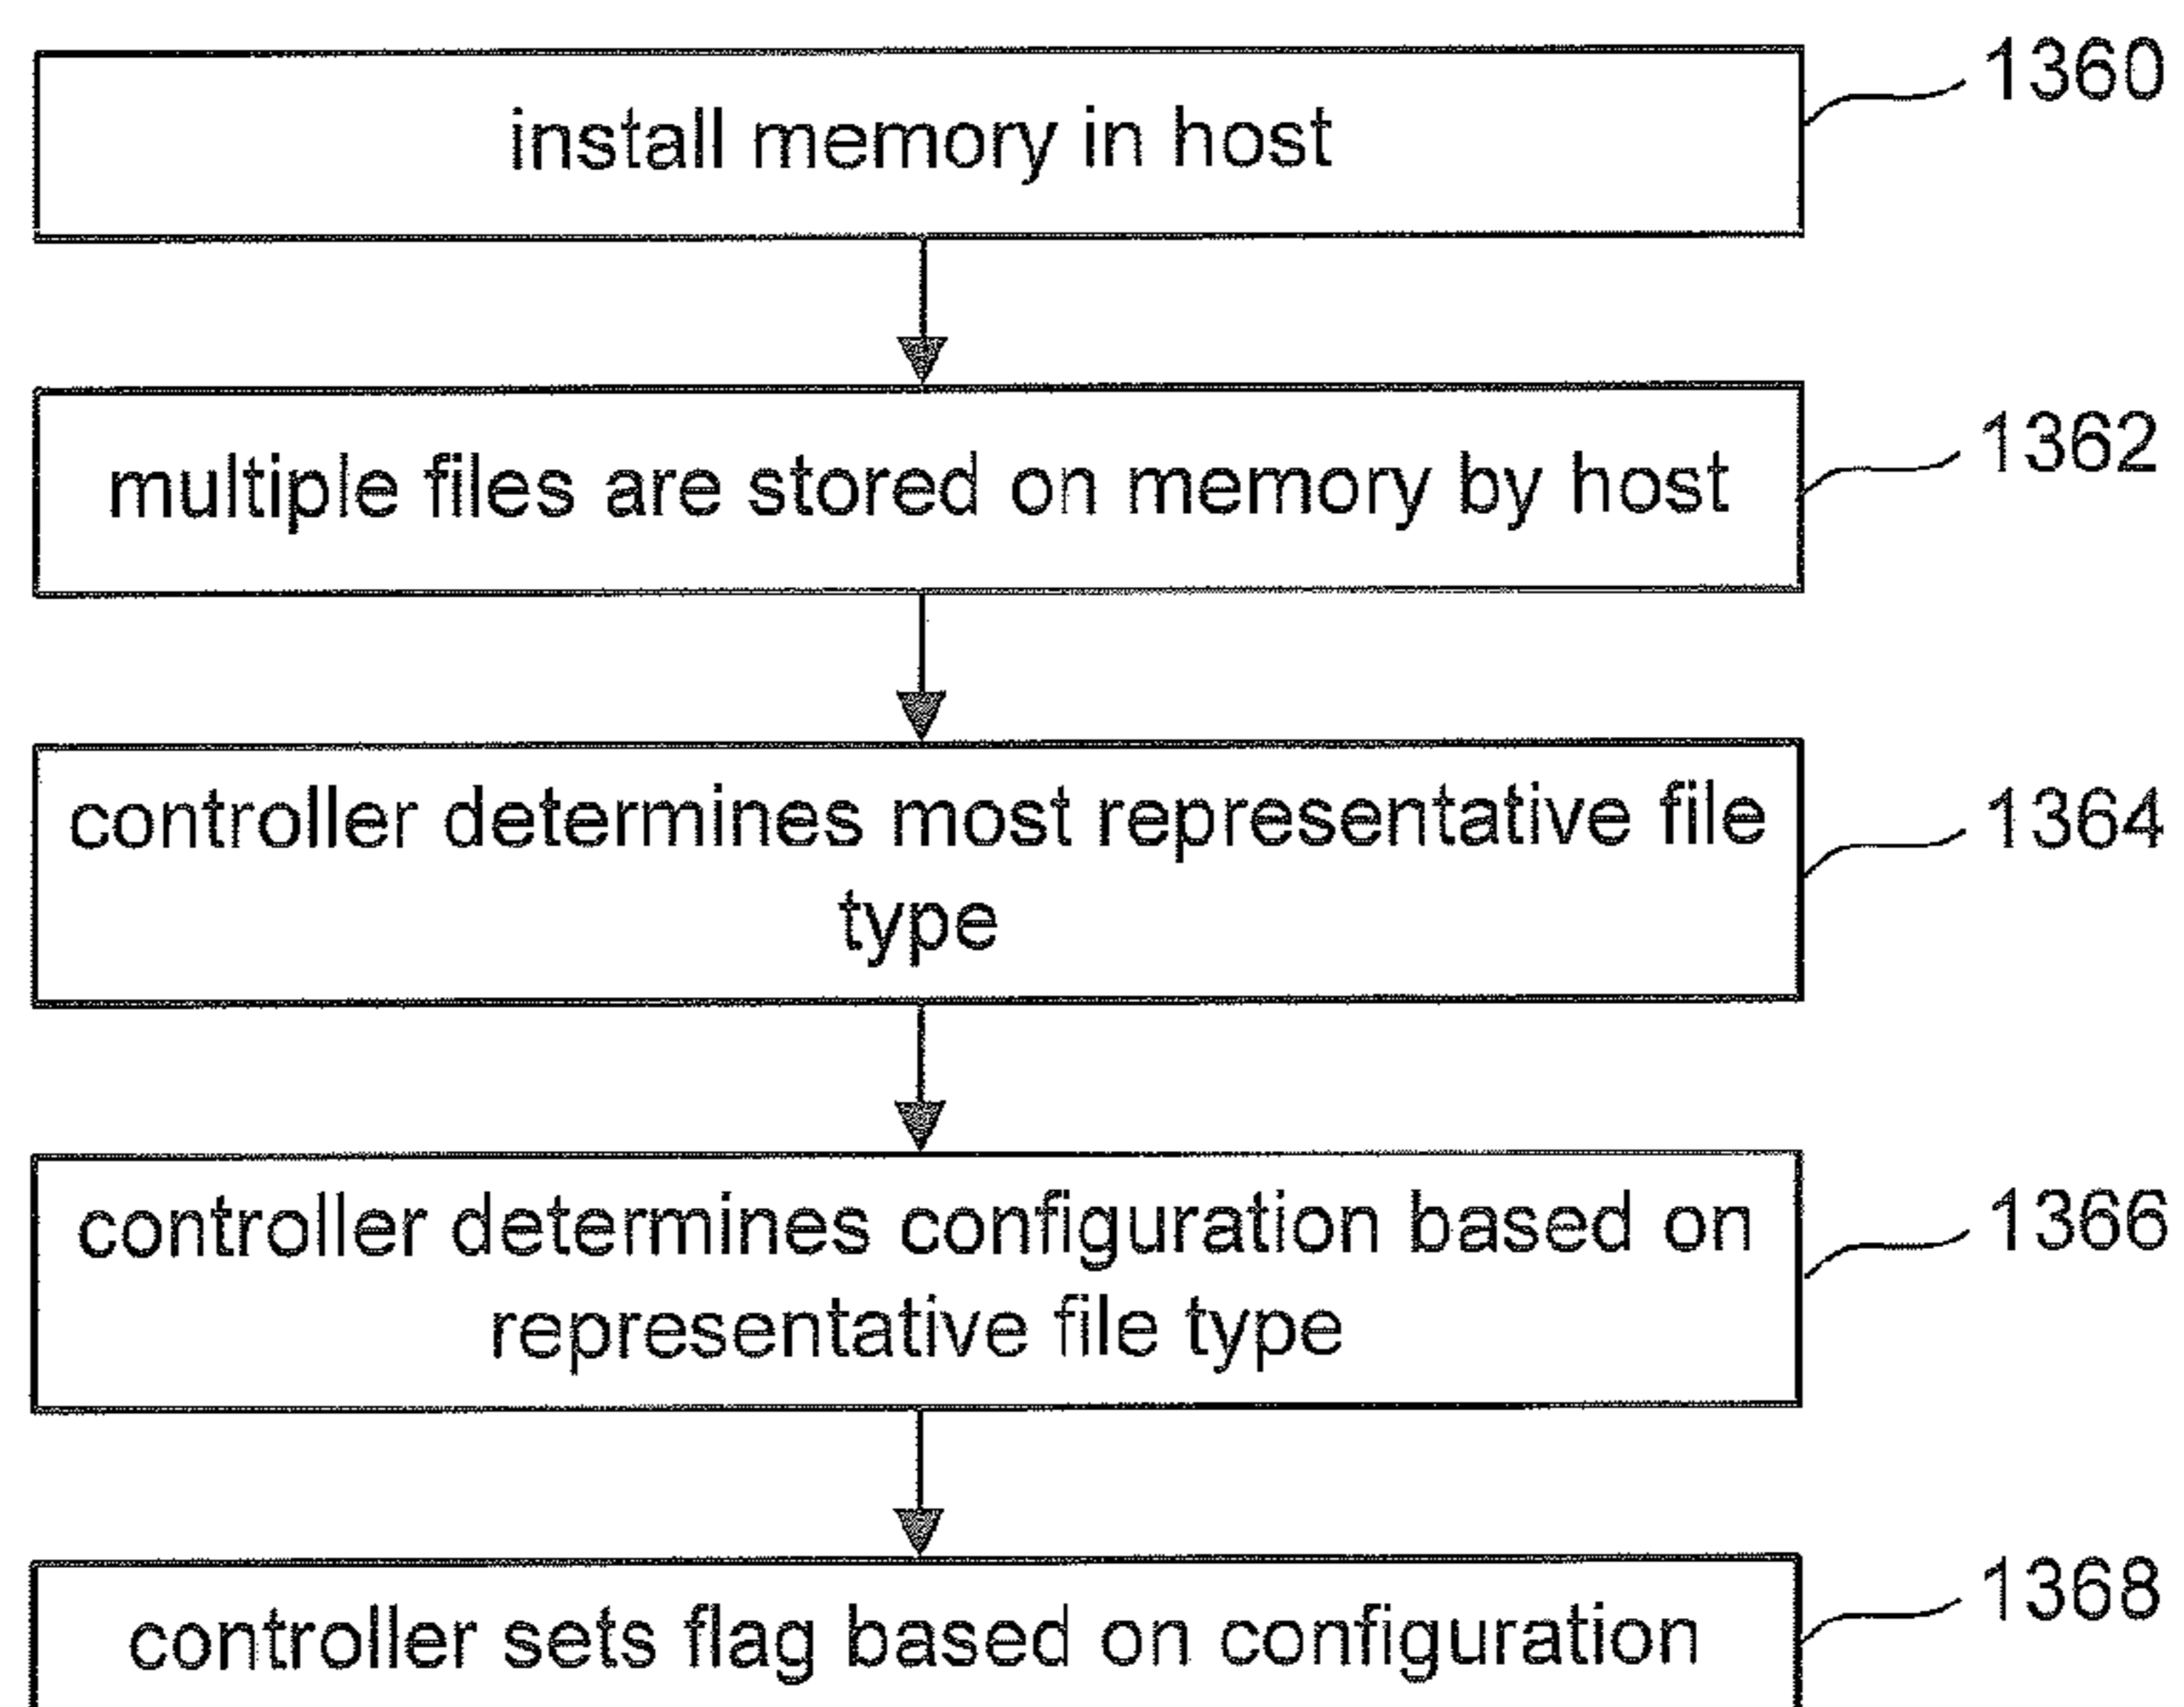 install memory in host
1360
multiple files are stored on memory by host
1362
controller determines most representative file
type
1364
controller determines configuration based on
representative file type
1366
controller sets flag based on configuration
1368